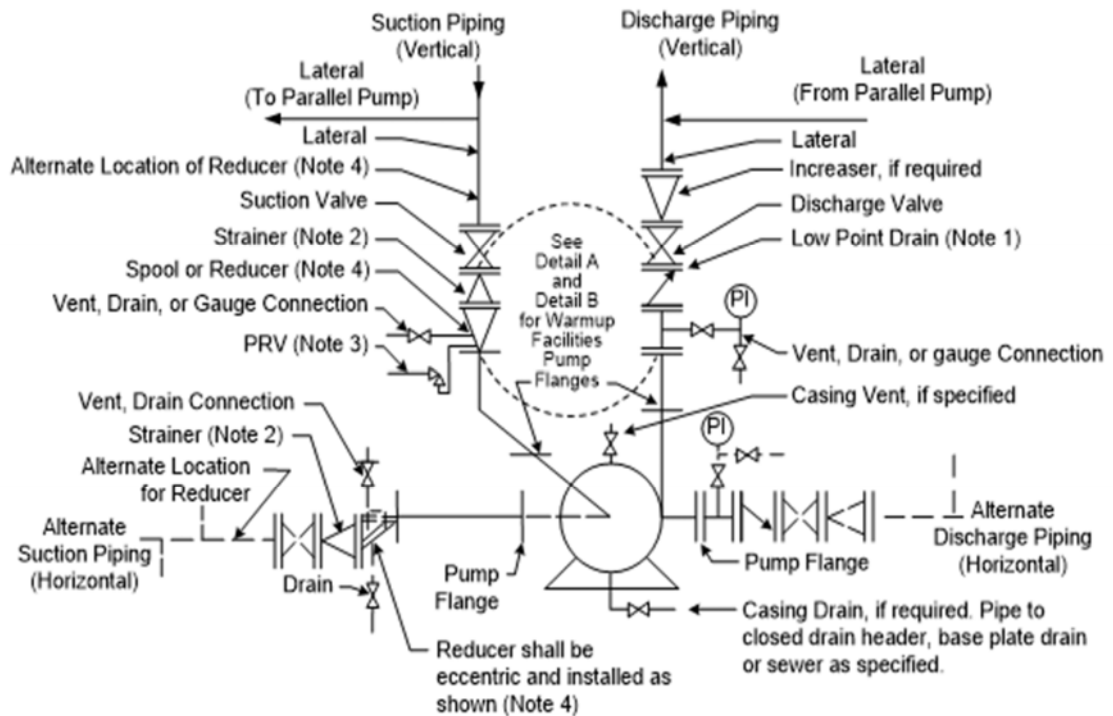 Suction Piping
(Vertical)
Discharge Piping
(Vertical)
Lateral
(To Parallel Pump)
Lateral
(From Parallel Pump)
Lateral
Alternate Location of Reducer (Note 4)
Suction Valve
Strainer (Note 2)
Spool or Reducer (Note 4)
Vent, Drain, or Gauge Connection
PRV (Note 3)
Lateral
Increaser, if required
Discharge Valve
Low Point Drain (Note 1)
See
Detail A
and
Detail B
for Warmup
Facilities
Pump
Flanges
PI
Vent, Drain, or gauge Connection
Casing Vent, if specified
PI
Vent, Drain Connection
Strainer (Note 2)
Alternate Location
for Reducer
Alternate
Suction Piping
(Horizontal)
Drain
Pump
Flange
Pump Flange
Alternate
Discharge Piping
(Horizontal)
Reducer shall be
eccentric and installed as
shown (Note 4)
Casing Drain, if required. Pipe to
closed drain header, base plate drain
or sewer as specified.